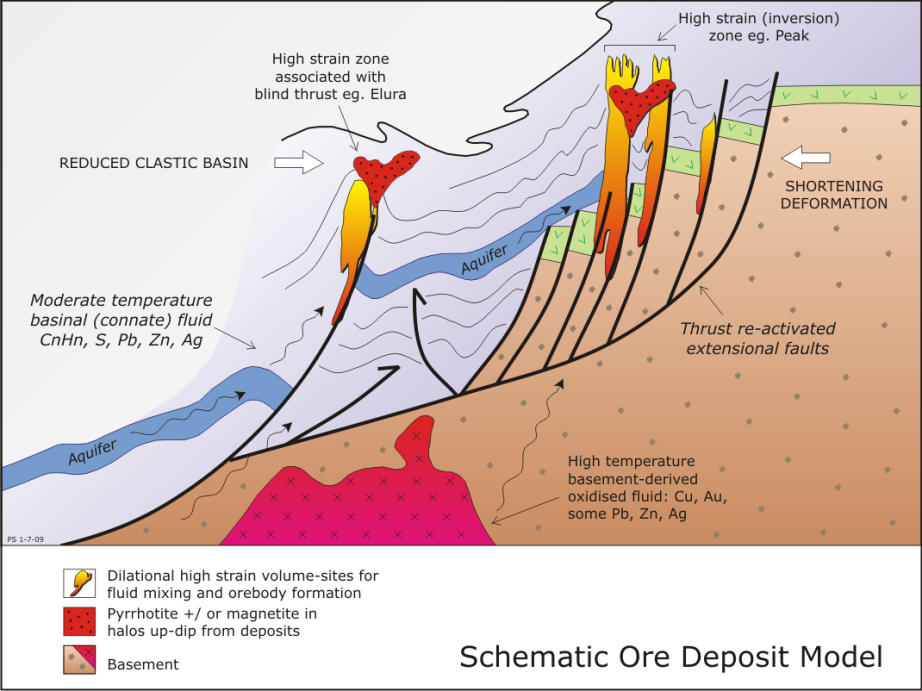 High strain (inversion)
zone eg. Peak
High strain zone
associated with
blind thrust eg. Elura
REDUCED CLASTIC BASIN
SHORTENING
DEFORMATION
Aquifer
Moderate temperature
basinal (connate) fluid
CnHn, S, Pb, Zn, Ag
Thrust re-activated
extensional faults
Aquifer
High temperature
basement-derived
oxidised fluid: Cu, Au,
some Pb, Zn, Ag
PS 1-7-09
Dilational high strain volume-sites for
fluid mixing and orebody formation
Pyrrhotite +/ or magnetite in
halos up-dip from deposits
Basement
Schematic Ore Deposit Model